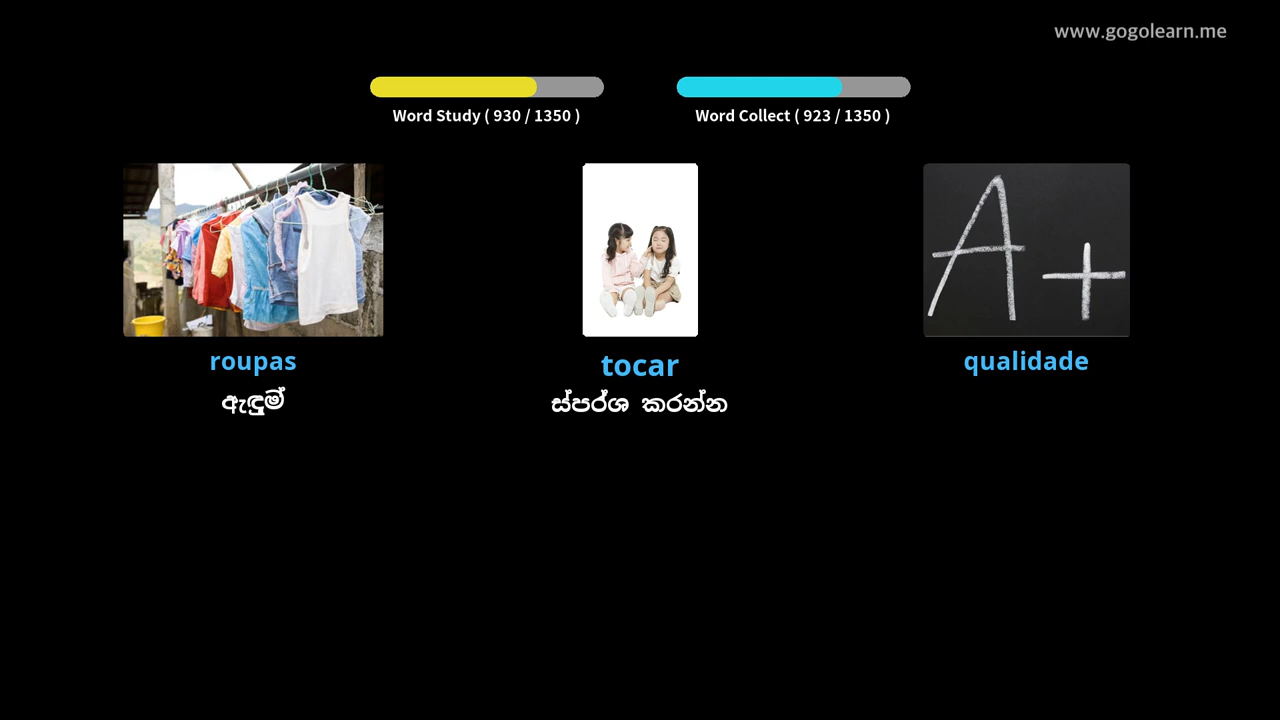 www.gogolearn.me
Word Study ( 930 / 1350 )
Word Collect ( 923 / 1350 )
A+
roupas
tocar
qualidade
ඇඳුම්
ස්පර්ශ කරන්න